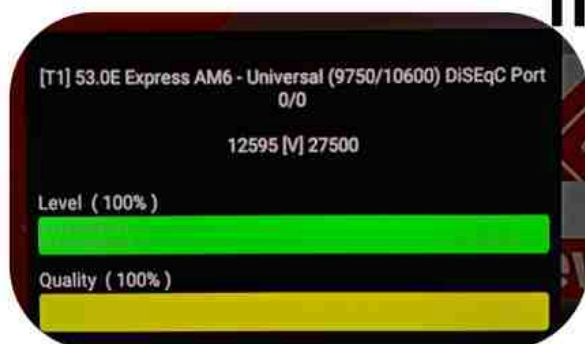 [T1] 53.0E Express AM6 - Universal (9750/10600) DiSEqC Port
0/0
12595 [V] 27500
Level ( 100% )
Quality ( 100% )